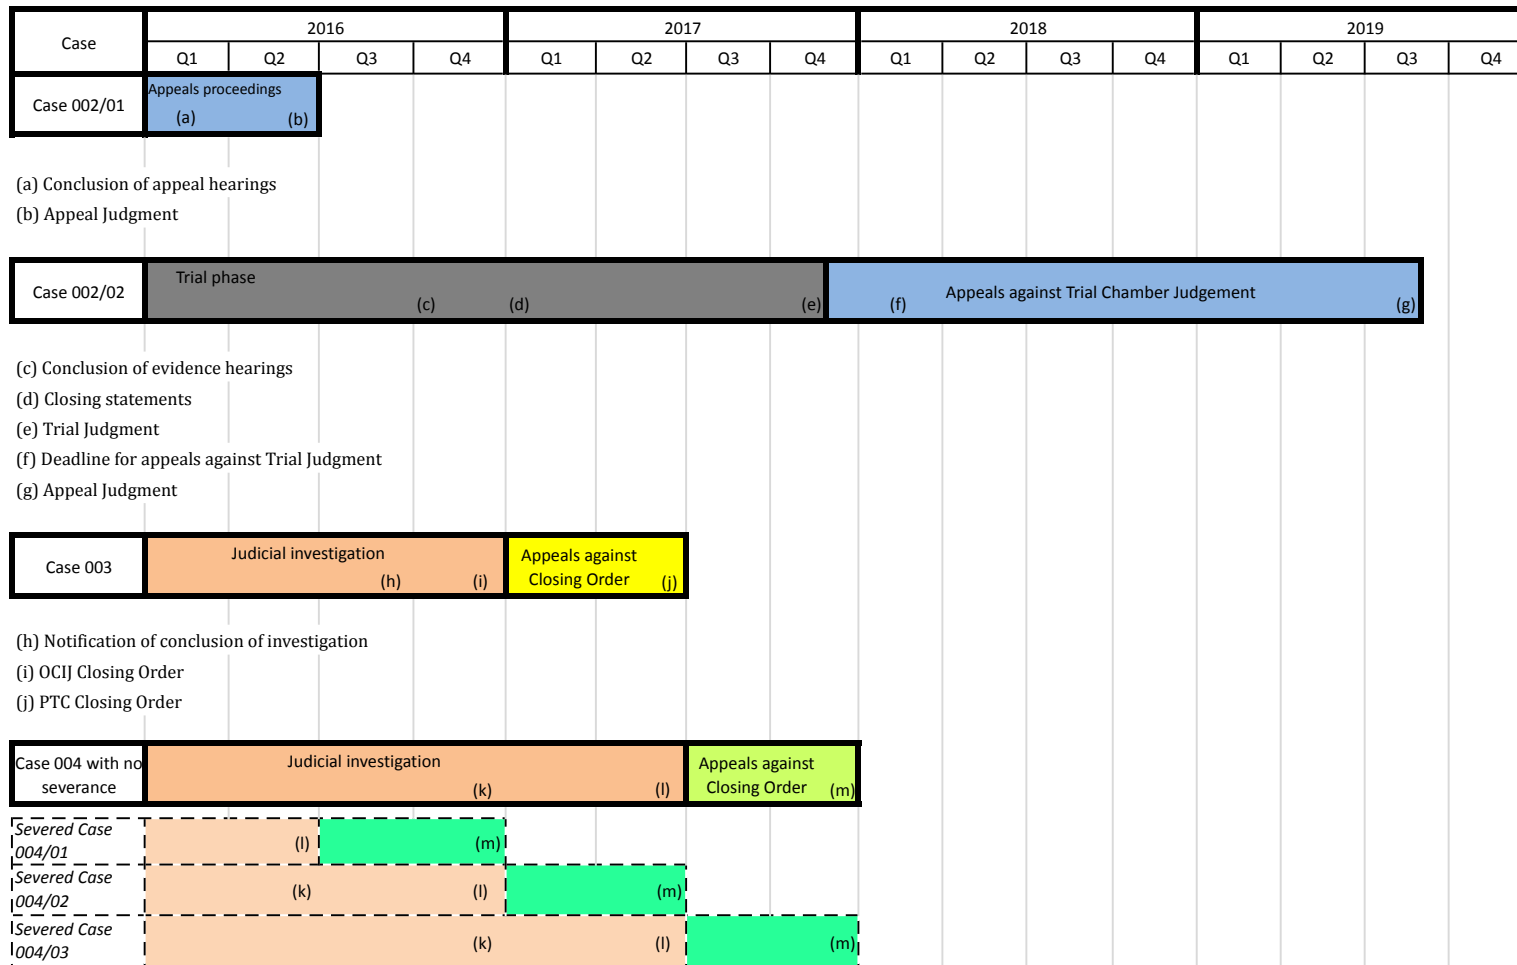 Case 2016 2017 2018 2019
Q1 Q2 Q3 Q4 Q1 Q2 Q3 Q4 Q1 Q2 Q3 Q4 Q1 Q2 Q3 Q4
Case 002/01
Appeals proceedings
(a) (b)
(a) Conclusion of appeal hearings
(b) Appeal Judgment
Case 002/02
Trial phase
(c) (d) (e)
Appeals against Trial Chamber Judgement
(f) (g)
(c) Conclusion of evidence hearings
(d) Closing statements
(e) Trial Judgment
(f) Deadline for appeals against Trial Judgment
(g) Appeal Judgment
Case 003
Judicial investigation
(h) (i)
Appeals against
Closing Order (j)
(h) Notification of conclusion of investigation
(i) OCIJ Closing Order
(j) PTC Closing Order
Case 004 with no
severance
Judicial investigation
(k) (l)
Appeals against
Closing Order (m)
Severed Case
004/01
(l) (m)
Severed Case
004/02
(k) (l) (m)
Severed Case
004/03
(k) (l) (m)